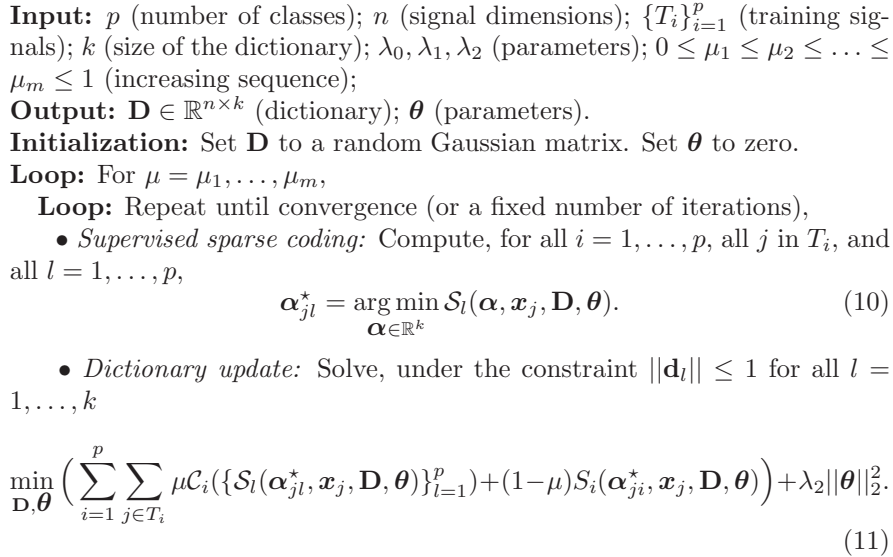 Input: p (number of classes); n (signal dimensions); {T_i}_{i=1}^p (training sig-
nals); k (size of the dictionary); λ_0, λ_1, λ_2 (parameters); 0 ≤ μ_1 ≤ μ_2 ≤ … ≤
μ_m ≤ 1 (increasing sequence);
Output: D ∈ ℝ^{n×k} (dictionary); θ (parameters).
Initialization: Set D to a random Gaussian matrix. Set θ to zero.
Loop: For μ = μ_1, …, μ_m,
Loop: Repeat until convergence (or a fixed number of iterations),
• Supervised sparse coding: Compute, for all i = 1, …, p, all j in T_i, and
all l = 1, …, p,
α*_{jl} = arg min_{α∈ℝ^k} 𝒮_l(α, x_j, D, θ). (10)
• Dictionary update: Solve, under the constraint ||d_l|| ≤ 1 for all l =
1, …, k
min_{D,θ} ( ∑_{i=1}^p ∑_{j∈T_i} μ𝒞_i({𝒮_l(α*_{jl}, x_j, D, θ)}_{l=1}^p)+(1−μ)S_i(α*_{ji}, x_j, D, θ) )+λ_2||θ||_2^2.
(11)